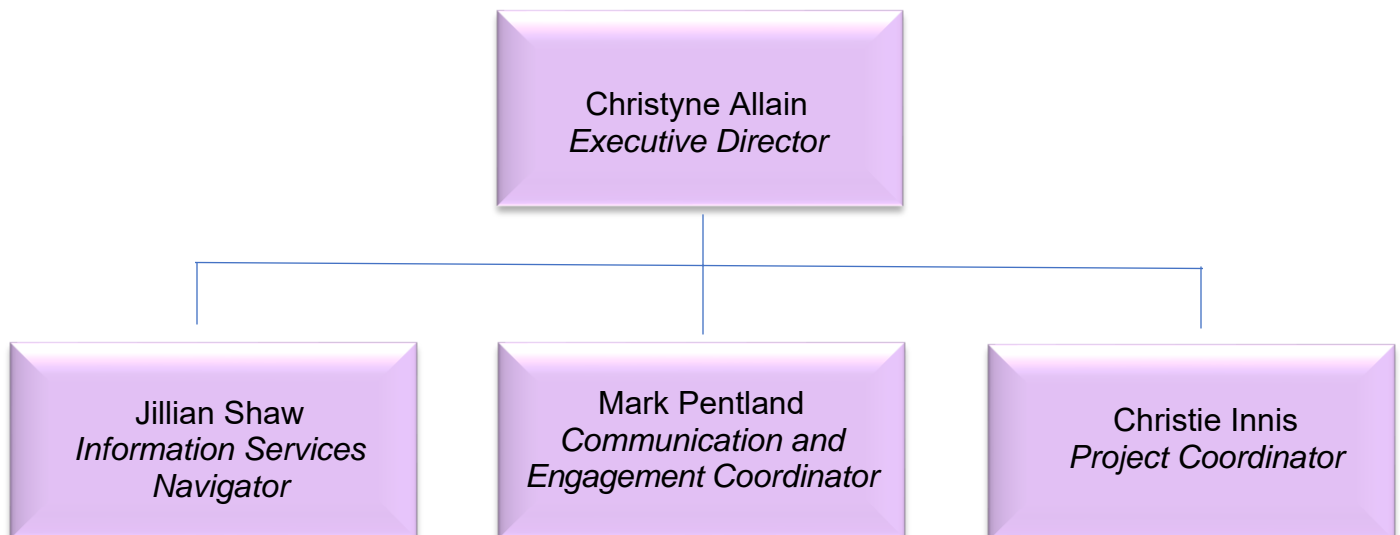 Christyne Allain
Executive Director
Jillian Shaw
Information Services
Navigator
Mark Pentland
Communication and
Engagement Coordinator
Christie Innis
Project Coordinator